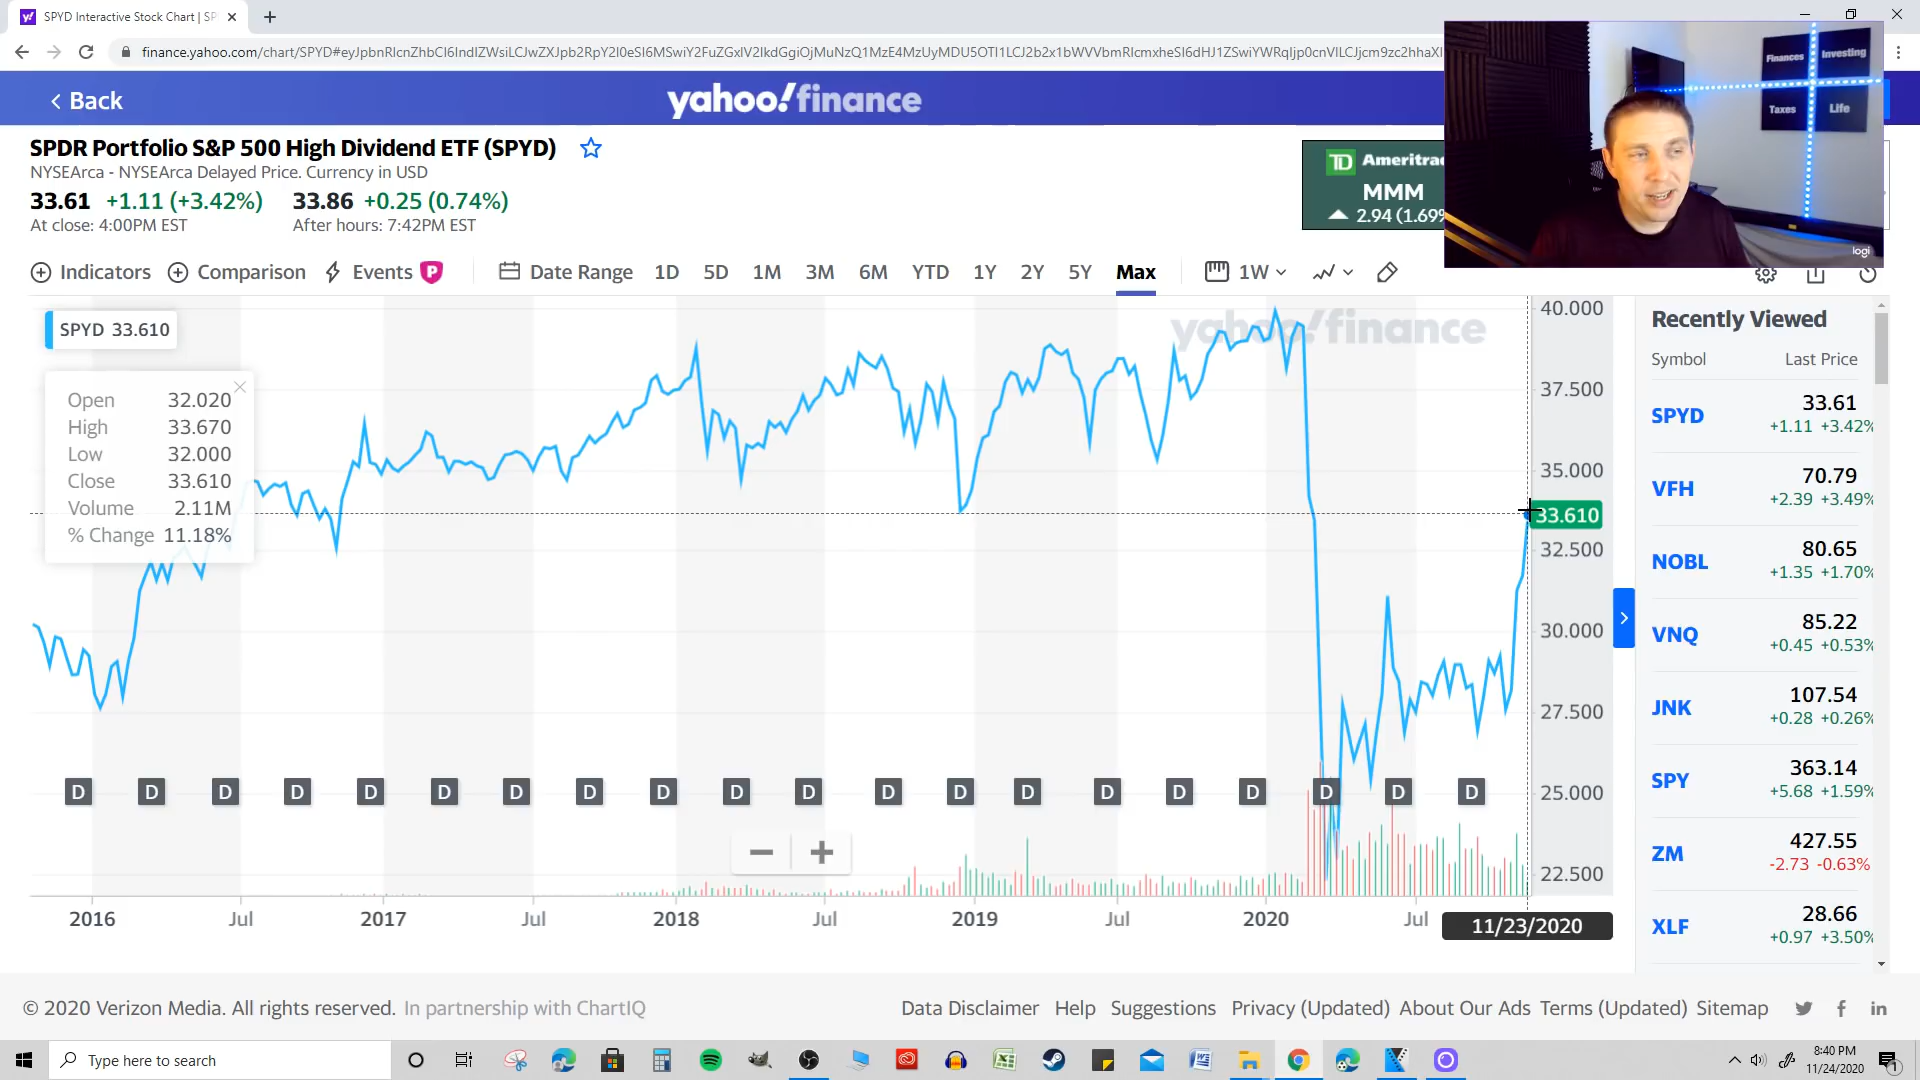 SPYD Interactive Stock Chart | SP
finance.yahoo.com/chart/SPYD#
Back
yahoo!finance
SPDR Portfolio S&P 500 High Dividend ETF (SPYD)
NYSEArca - NYSEArca Delayed Price. Currency in USD
33.61 +1.11 (+3.42%) 33.86 +0.25 (0.74%)
At close: 4:00PM EST After hours: 7:42PM EST
TD Ameritra
MMM
2.94 (1.69%
Finances Investing
Taxes Life
logi
Indicators Comparison Events P Date Range 1D 5D 1M 3M 6M YTD 1Y 2Y 5Y Max 1W
SPYD 33.610
yahoo!finance
Open 32.020
High 33.670
Low 32.000
Close 33.610
Volume 2.11M
% Change 11.18%
40.000
37.500
35.000
33.610
32.500
30.000
27.500
25.000
22.500
D D D D D D D D D D D D D D D D D D D D
2016 Jul 2017 Jul 2018 Jul 2019 Jul 2020 Jul 11/23/2020
Recently Viewed
Symbol Last Price
SPYD 33.61
+1.11 +3.42%
VFH 70.79
+2.39 +3.49%
NOBL 80.65
+1.35 +1.70%
VNQ 85.22
+0.45 +0.53%
JNK 107.54
+0.28 +0.26%
SPY 363.14
+5.68 +1.59%
ZM 427.55
-2.73 -0.63%
XLF 28.66
+0.97 +3.50%
© 2020 Verizon Media. All rights reserved. In partnership with ChartIQ
Data Disclaimer Help Suggestions Privacy (Updated) About Our Ads Terms (Updated) Sitemap
Type here to search
8:40 PM
11/24/2020